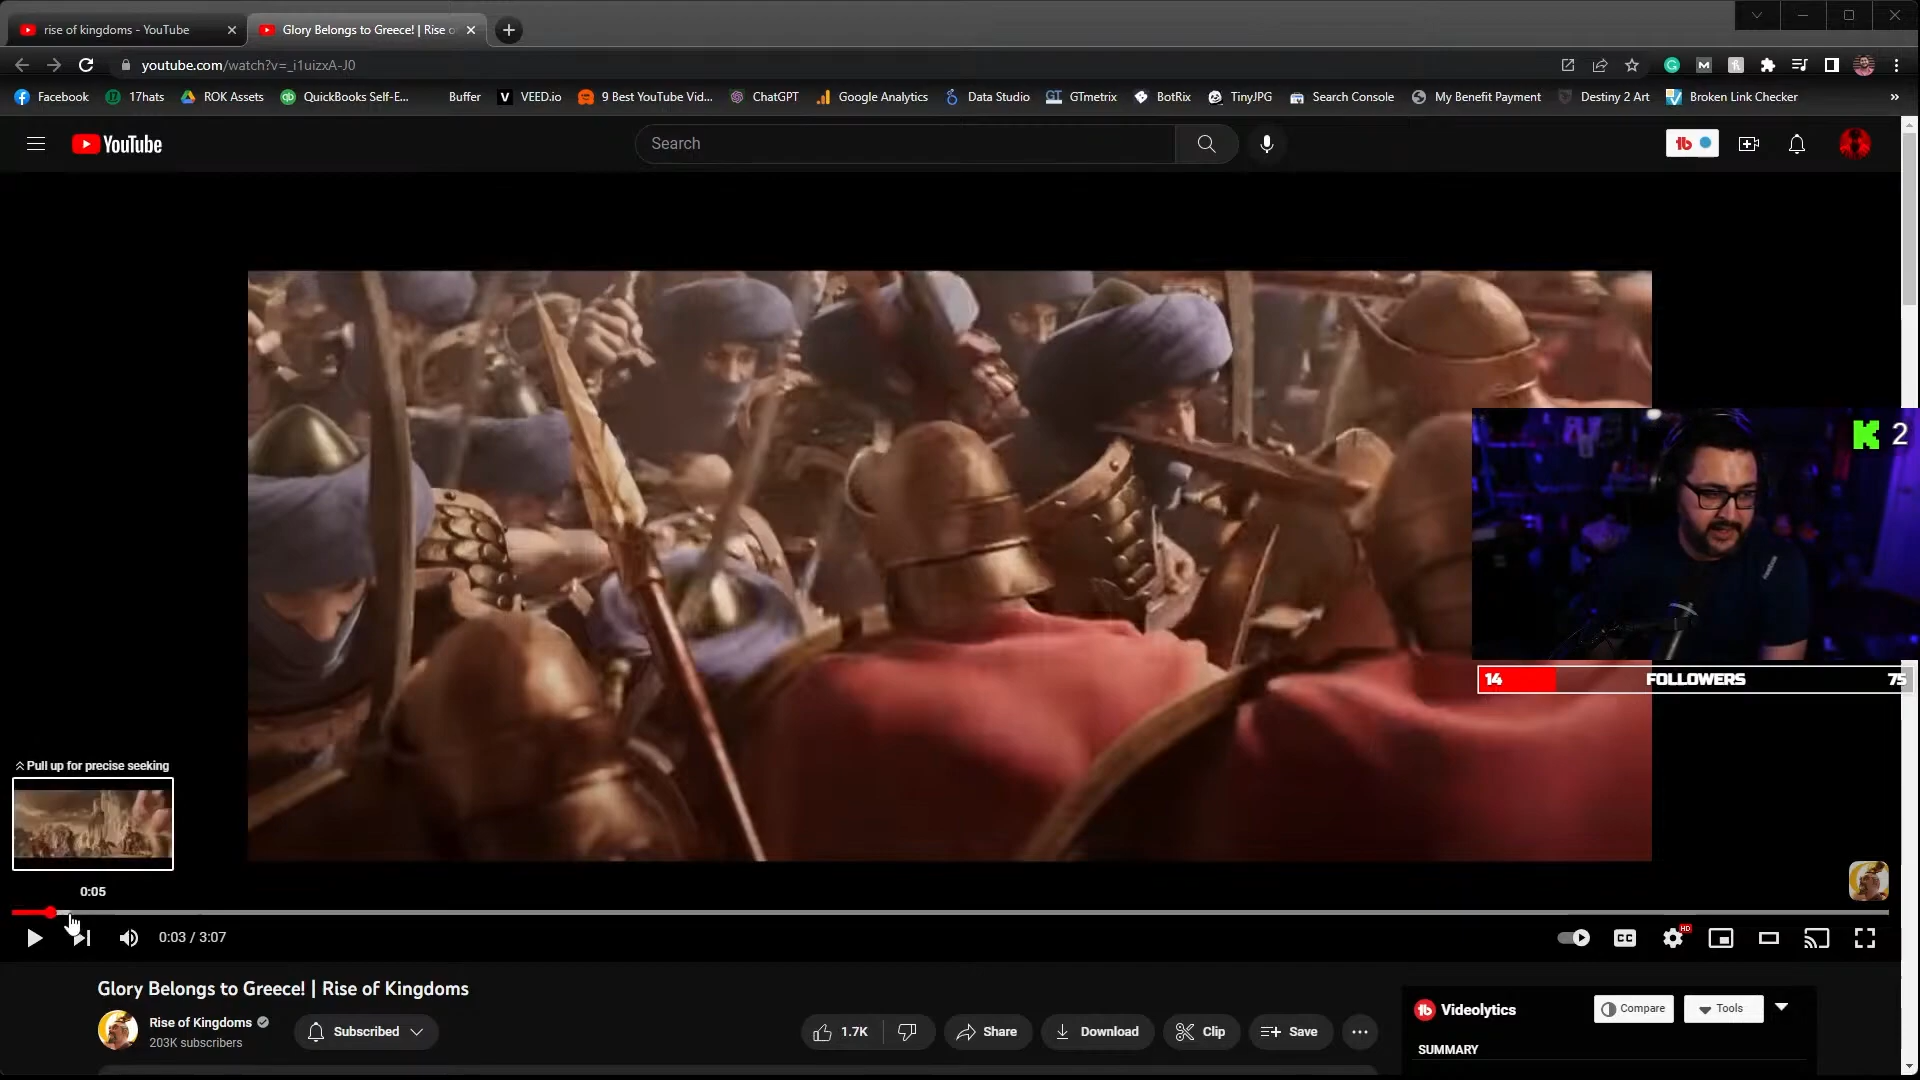 rise of kingdoms - YouTube
Glory Belongs to Greece! | Rise o
youtube.com/watch?v=_i1uizxA-J0
Facebook
17hats
ROK Assets
QuickBooks Self-E...
Buffer
VEED.io
9 Best YouTube Vid...
ChatGPT
Google Analytics
Data Studio
GTmetrix
BotRix
TinyJPG
Search Console
My Benefit Payment
Destiny 2 Art
Broken Link Checker
»
YouTube
Search
tb
K 2
14 FOLLOWERS 75
Pull up for precise seeking
0:05
0:03 / 3:07
CC
HD
Glory Belongs to Greece! | Rise of Kingdoms
Rise of Kingdoms
203K subscribers
Subscribed
1.7K
Share
Download
Clip
Save
tb Videolytics
Compare
Tools
SUMMARY